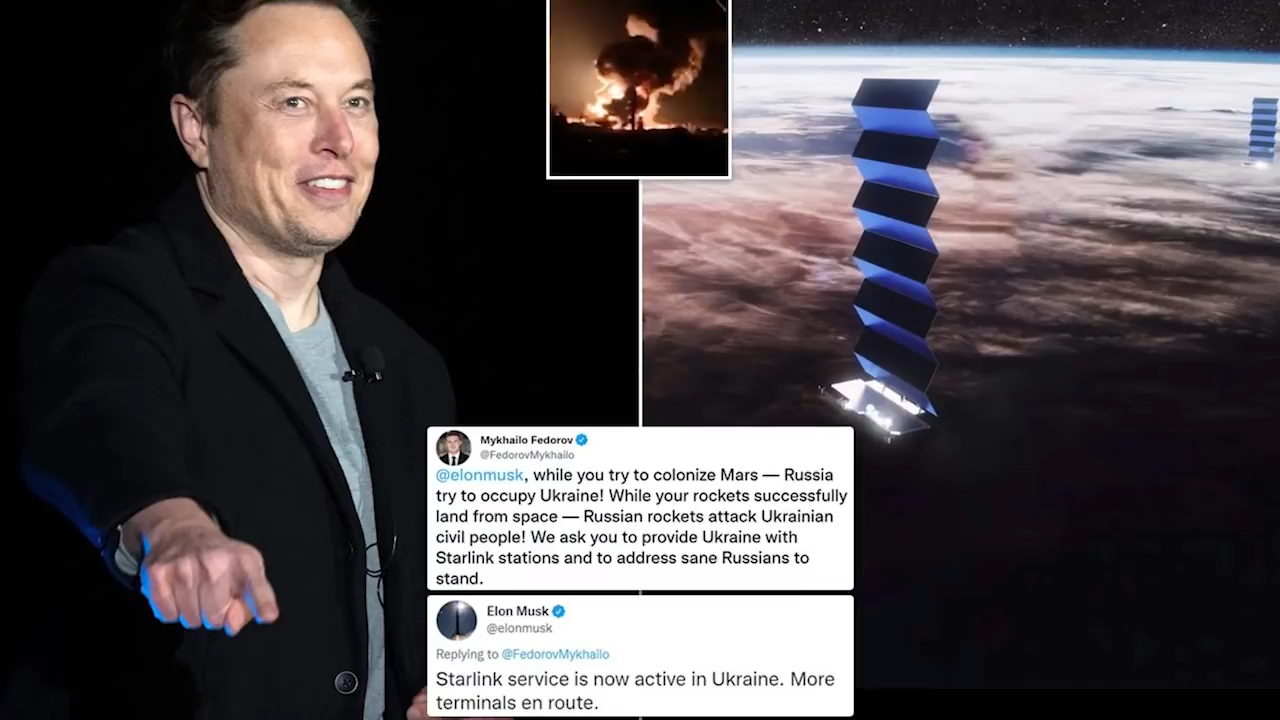 Mykhailo Fedorov
@FedorovMykhailo
@elonmusk, while you try to colonize Mars — Russia
try to occupy Ukraine! While your rockets successfully
land from space — Russian rockets attack Ukrainian
civil people! We ask you to provide Ukraine with
Starlink stations and to address sane Russians to
stand.
Elon Musk
@elonmusk
Replying to @FedorovMykhailo
Starlink service is now active in Ukraine. More
terminals en route.